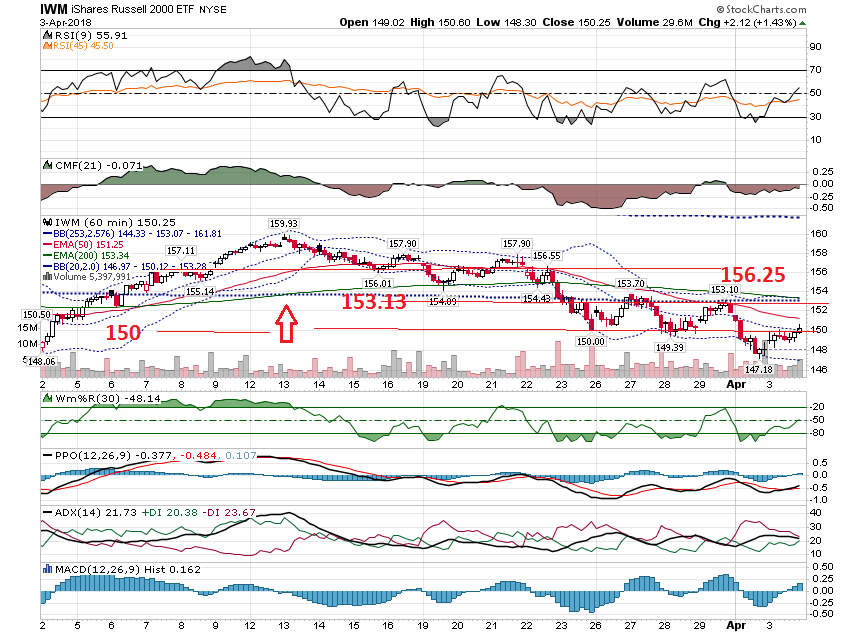 IWM iShares Russell 2000 ETF NYSE © StockCharts.com
3-Apr-2018 Open 149.02 High 150.60 Low 148.30 Close 150.25 Volume 29.6M Chg +2.12 (+1.43%)
RSI(9) 55.91
RSI(45) 45.50
90
70
50
30
10
CMF(21) -0.071
0.25
0.00
-0.25
-0.50
IWM (60 min) 150.25
BB(253,2.576) 144.33 - 153.07 - 161.81
EMA(50) 151.25
EMA(200) 153.34
BB(20,2.0) 146.97 - 150.12 - 153.28
Volume 5,397,991
159.93
157.11
157.90
157.90
156.55
156.25
155.14
156.01
154.89
154.43
153.70
153.10
153.13
150.50
150
150.00
149.39
148.06
147.18
15M
10M
160
158
156
154
152
150
148
146
2 5 6 7 8 9 12 13 14 15 16 19 20 21 22 23 26 27 28 29 Apr 3
Wm%R(30) -48.14
-20
-50
-80
PPO(12,26,9) -0.377, -0.484, 0.107
0.5
0.0
-0.5
-1.0
ADX(14) 21.73 +DI 20.38 -DI 23.67
40
30
20
10
MACD(12,26,9) Hist 0.162
0.50
0.25
0.00
-0.25
-0.50
2 5 6 7 8 9 12 13 14 15 16 19 20 21 22 23 26 27 28 29 Apr 3